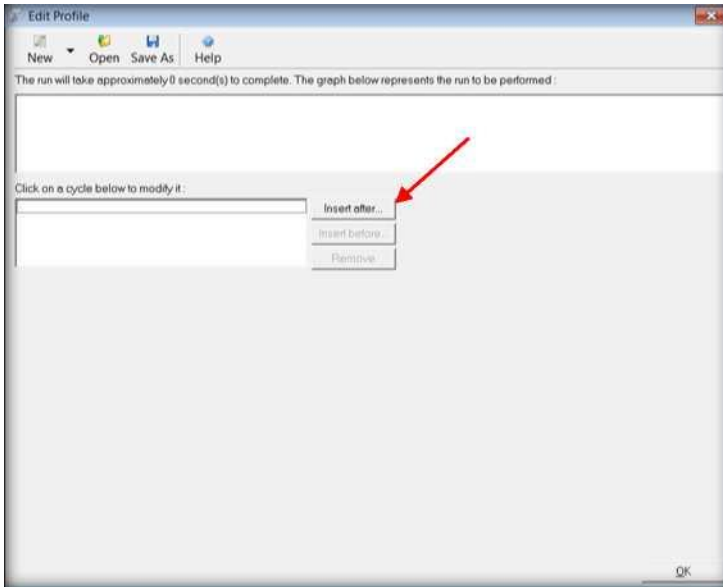 Edit Profile
New Open Save As Help
The run will take approximately 0 second(s) to complete. The graph below represents the run to be performed :
Click on a cycle below to modify it :
Insert after...
Insert before...
Remove
OK